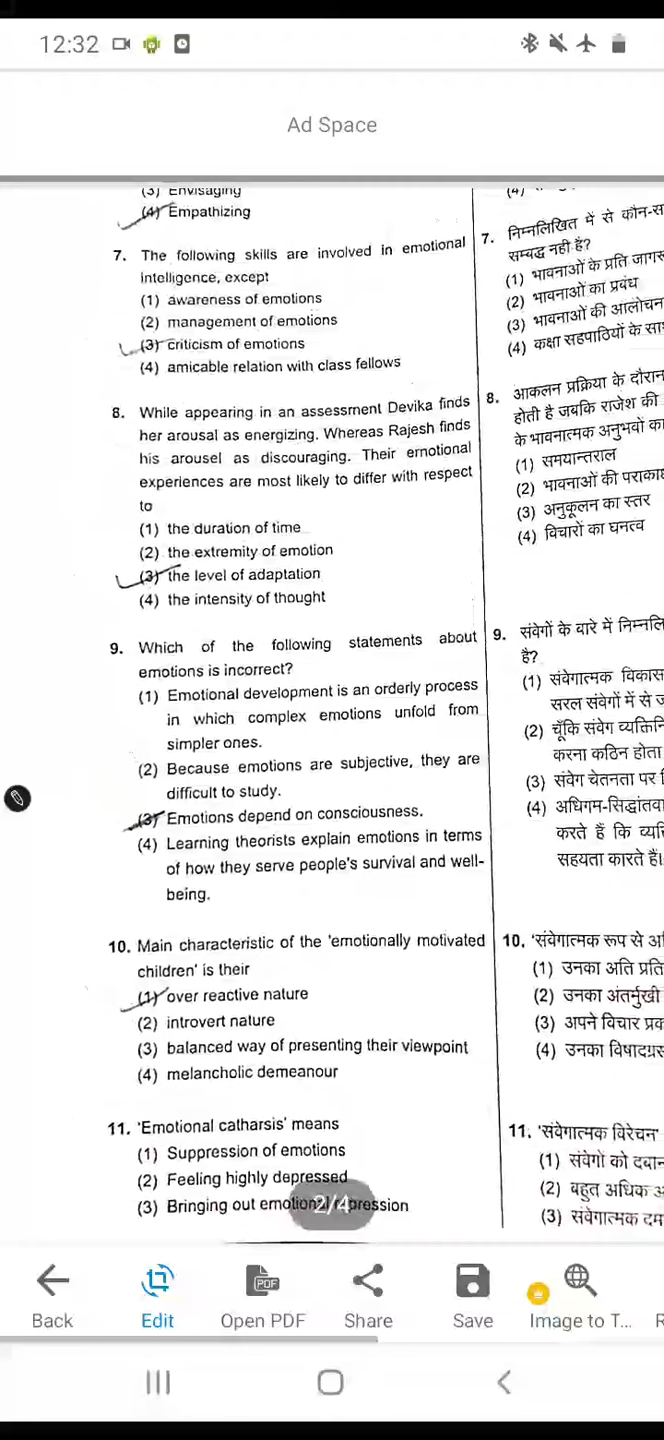 12:32
Ad Space
(3) Envisaging
(4) Empathizing
7. The following skills are involved in emotional
intelligence, except
(1) awareness of emotions
(2) management of emotions
(3) criticism of emotions
(4) amicable relation with class fellows
8. While appearing in an assessment Devika finds
her arousal as energizing. Whereas Rajesh finds
his arousel as discouraging. Their emotional
experiences are most likely to differ with respect
to
(1) the duration of time
(2) the extremity of emotion
(3) the level of adaptation
(4) the intensity of thought
9. Which of the following statements about
emotions is incorrect?
(1) Emotional development is an orderly process
in which complex emotions unfold from
simpler ones.
(2) Because emotions are subjective, they are
difficult to study.
(3) Emotions depend on consciousness.
(4) Learning theorists explain emotions in terms
of how they serve people's survival and well-
being.
10. Main characteristic of the 'emotionally motivated
children' is their
(1) over reactive nature
(2) introvert nature
(3) balanced way of presenting their viewpoint
(4) melancholic demeanour
11. 'Emotional catharsis' means
(1) Suppression of emotions
(2) Feeling highly depressed
(3) Bringing out emotional repression
(4)
7. निम्नलिखित में से कौन-स
सम्बद्ध नही है?
(1) भावनाओं के प्रति जागर
(2) भावनाओं का प्रबंध
(3) भावनाओं की आलोचन
(4) कक्षा सहपाठियों के सा
8. आकलन प्रक्रिया के दौरान
होती है जबकि राजेश की
के भावनात्मक अनुभवों का
(1) समयान्तराल
(2) भावनाओं की पराकाष्
(3) अनुकूलन का स्तर
(4) विचारों का घनत्व
9. संवेगों के बारे में निम्नलि
है?
(1) संवेगात्मक विकास
सरल संवेगों में से ज
(2) चूँकि संवेग व्यक्तिनि
करना कठिन होता
(3) संवेग चेतनता पर नि
(4) अधिगम-सिद्धांतवा
करते हैं कि व्यक्ति
सहयता कारते हैं।
10. 'संवेगात्मक रूप से अ
(1) उनका अति प्रति
(2) उनका अंतर्मुखी
(3) अपने विचार प्रक
(4) उनका विषादग्रस
11. 'संवेगात्मक विरेचन'
(1) संवेगों को दबान
(2) बहुत अधिक अ
(3) संवेगात्मक दम
2/4
PDF
Back Edit Open PDF Share Save Image to T...